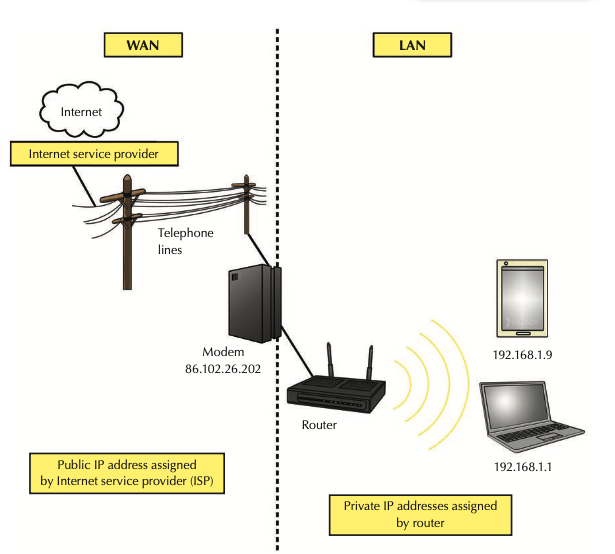 WAN
LAN
Internet
Internet service provider
Telephone
lines
Modem
86.102.26.202
Router
192.168.1.9
192.168.1.1
Public IP address assigned
by Internet service provider (ISP)
Private IP addresses assigned
by router